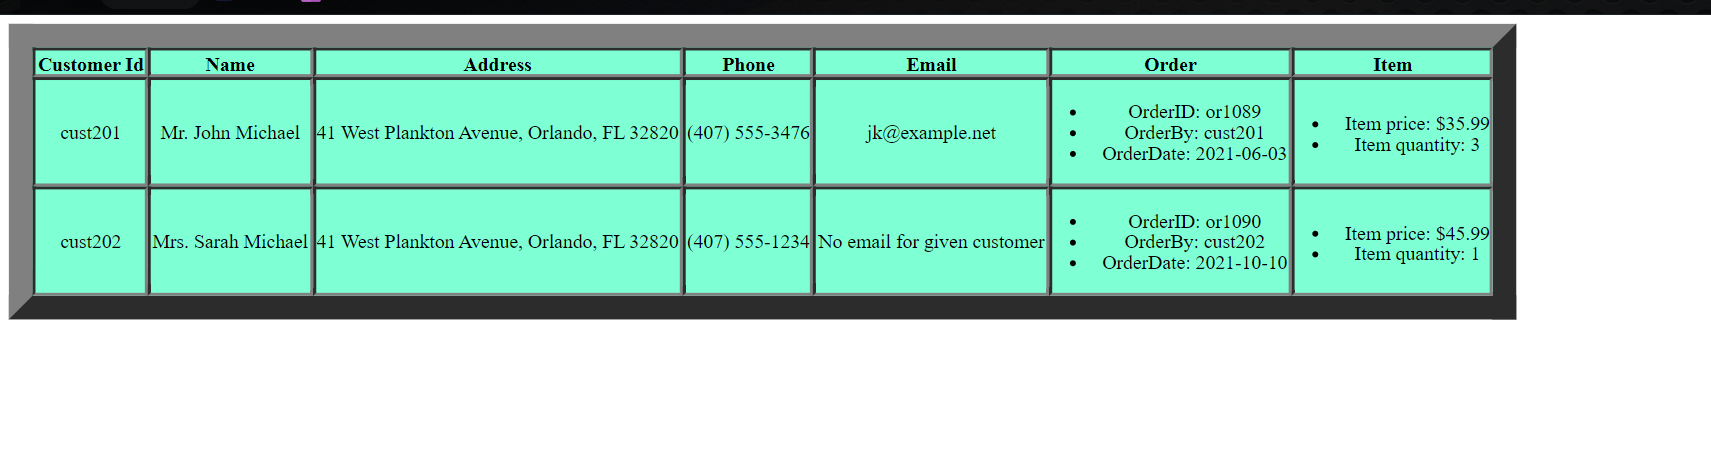 Customer Id Name Address Phone Email Order Item
cust201 Mr. John Michael 41 West Plankton Avenue, Orlando, FL 32820 (407) 555-3476 jk@example.net
OrderID: or1089
OrderBy: cust201
OrderDate: 2021-06-03
Item price: $35.99
Item quantity: 3
cust202 Mrs. Sarah Michael 41 West Plankton Avenue, Orlando, FL 32820 (407) 555-1234 No email for given customer
OrderID: or1090
OrderBy: cust202
OrderDate: 2021-10-10
Item price: $45.99
Item quantity: 1